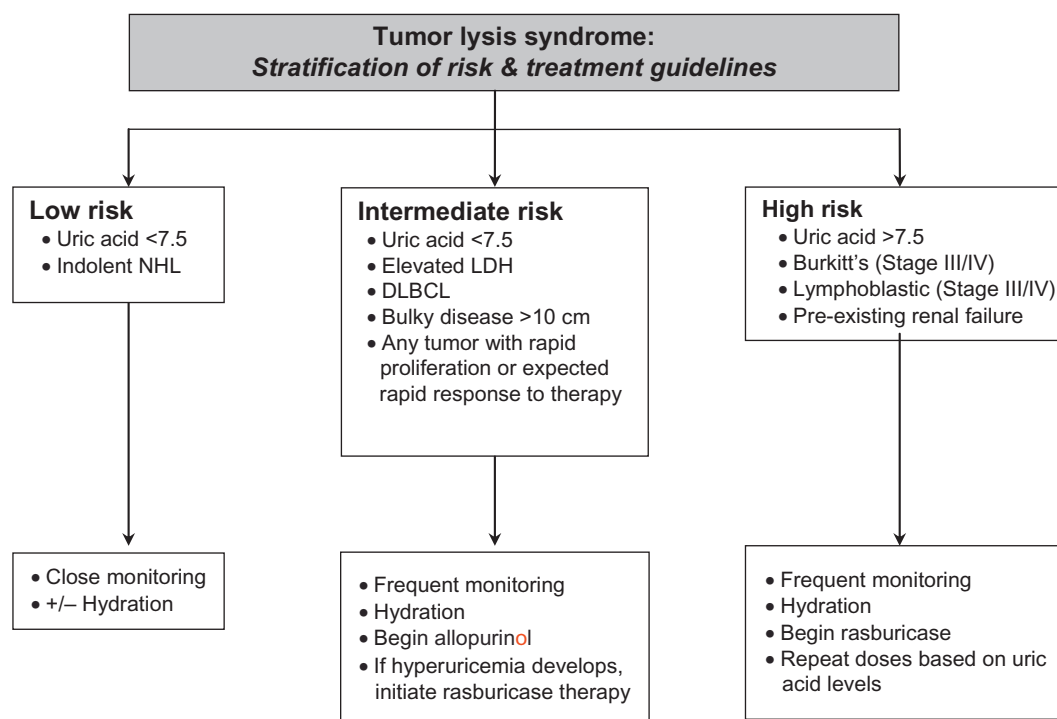 Tumor lysis syndrome:
Stratification of risk & treatment guidelines
Low risk
• Uric acid <7.5
• Indolent NHL
Intermediate risk
• Uric acid <7.5
• Elevated LDH
• DLBCL
• Bulky disease >10 cm
• Any tumor with rapid
proliferation or expected
rapid response to therapy
High risk
• Uric acid >7.5
• Burkitt's (Stage III/IV)
• Lymphoblastic (Stage III/IV)
• Pre-existing renal failure
• Close monitoring
• +/– Hydration
• Frequent monitoring
• Hydration
• Begin allopurinol
• If hyperuricemia develops,
initiate rasburicase therapy
• Frequent monitoring
• Hydration
• Begin rasburicase
• Repeat doses based on uric
acid levels